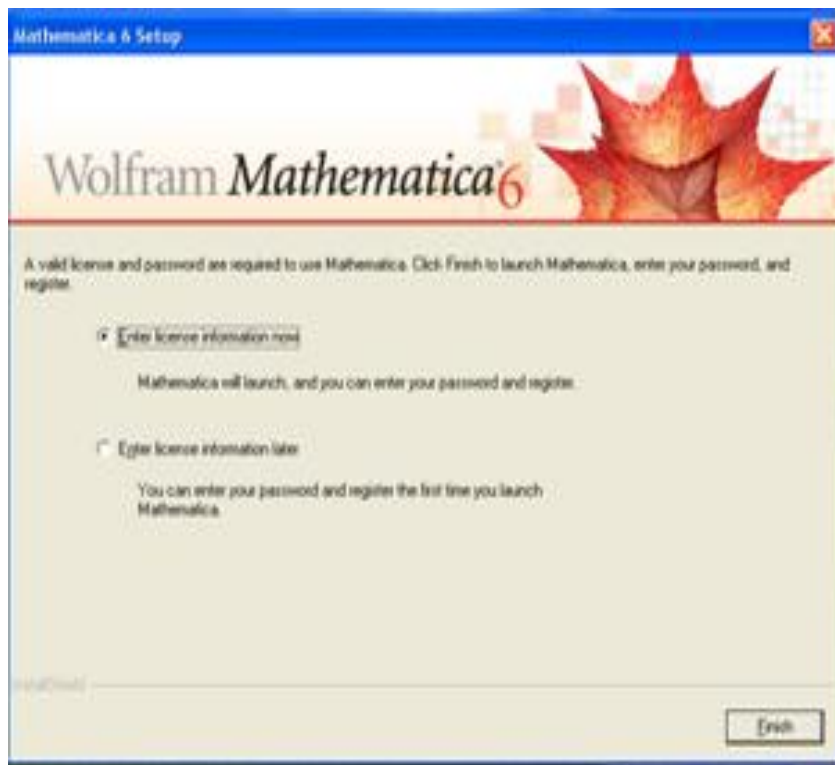 Mathematica 6 Setup
Wolfram Mathematica 6
A valid license and password are required to use Mathematica. Click Finish to launch Mathematica, enter your password, and
register.
Enter license information now
Mathematica will launch, and you can enter your password and register.
Enter license information later
You can enter your password and register the first time you launch
Mathematica.
InstallShield
Finish